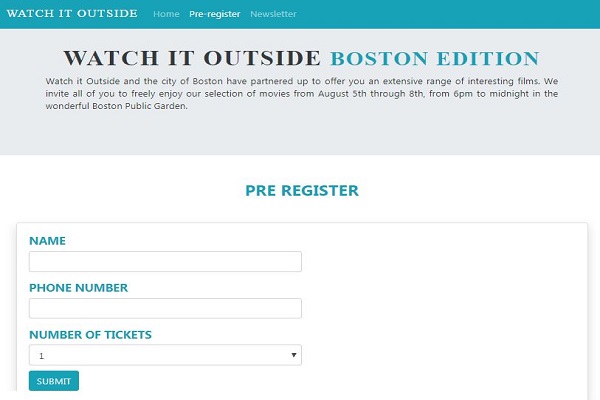 WATCH IT OUTSIDE Home Pre-register Newsletter
WATCH IT OUTSIDE BOSTON EDITION
Watch it Outside and the city of Boston have partnered up to offer you an extensive range of interesting films. We
invite all of you to freely enjoy our selection of movies from August 5th through 8th, from 6pm to midnight in the
wonderful Boston Public Garden.
PRE REGISTER
NAME
PHONE NUMBER
NUMBER OF TICKETS
1
SUBMIT